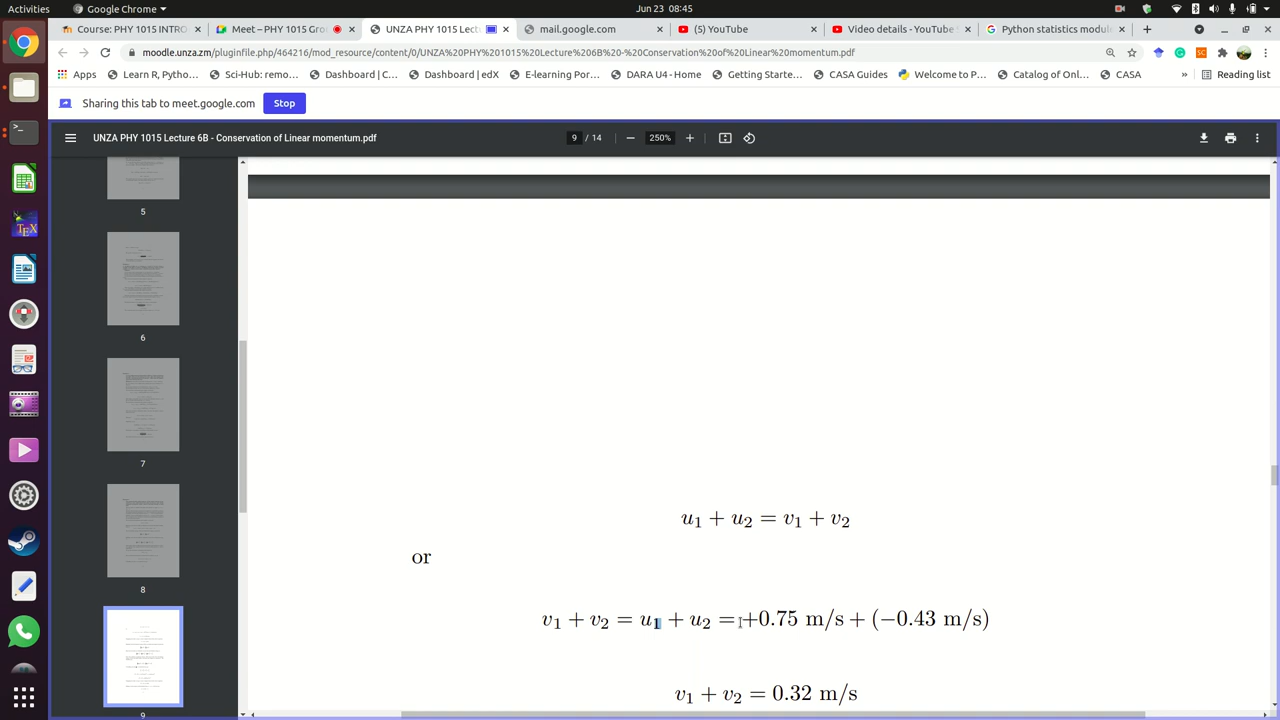 Activities
Google Chrome
Jun 23 08:45
Course: PHY 1015 INTRO
Meet – PHY 1015 Gro
UNZA PHY 1015 Lectu
mail.google.com
(5) YouTube
Video details - YouTube S
Python statistics modul
moodle.unza.zm/pluginfile.php/464216/mod_resource/content/0/UNZA%20PHY%201015%20Lecture%206B%20-%20Conservation%20of%20Linear%20momentum.pdf
Apps
Learn R, Python…
Sci-Hub: remo…
Dashboard | C…
Dashboard | edX
E-learning Por…
DARA U4 - Home
Getting Starte…
CASA Guides
Welcome to P…
Catalog of Onl…
CASA
»
Reading list
Sharing this tab to meet.google.com
Stop
UNZA PHY 1015 Lecture 6B - Conservation of Linear momentum.pdf
9 / 14
250%
5
6
7
8
9
u₁ + u₂ = v₁ + v₂
or
v₁ + v₂ = u₁ + u₂ = +0.75 m/s + (−0.43 m/s)
v₁ + v₂ = 0.32 m/s